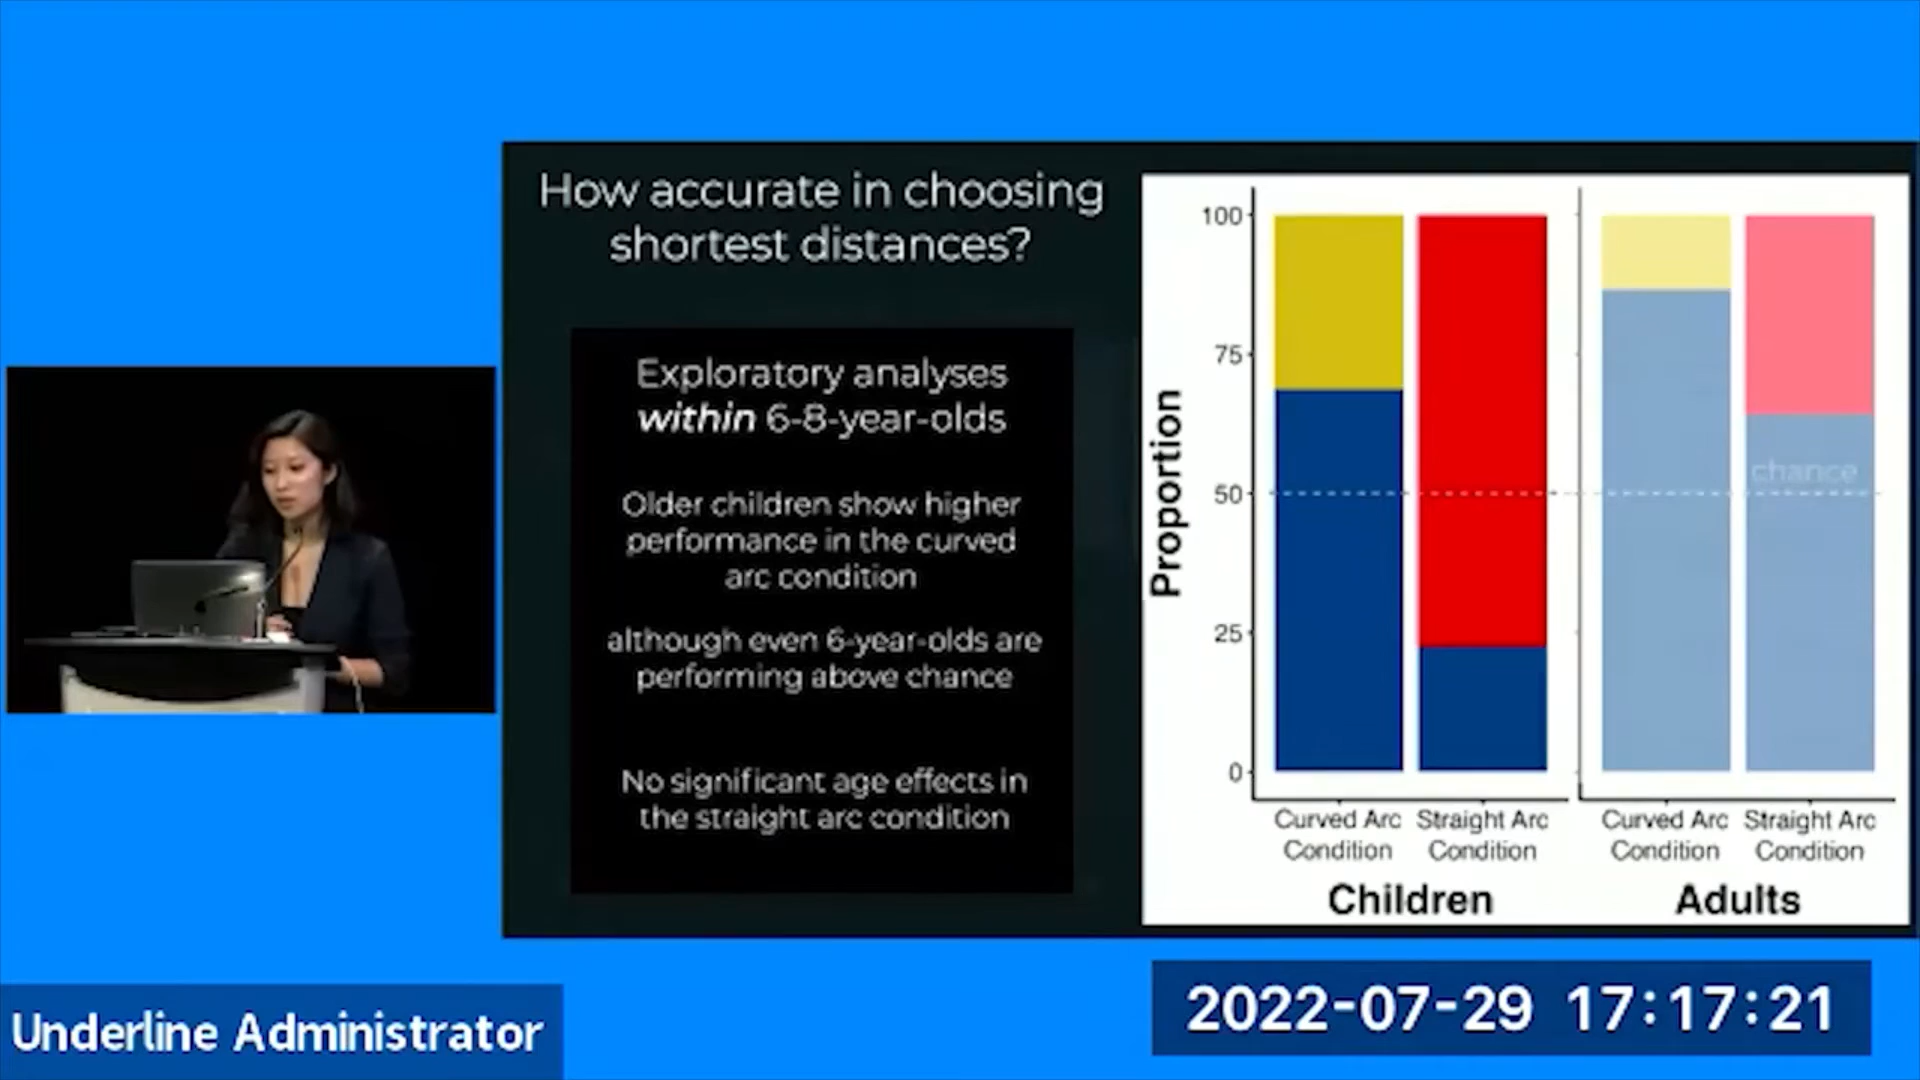 How accurate in choosing
shortest distances?
Exploratory analyses
within 6-8-year-olds
Older children show higher
performance in the curved
arc condition
although even 6-year-olds are
performing above chance
No significant age effects in
the straight arc condition
Proportion
100
75
50
25
0
chance
Curved Arc
Condition
Straight Arc
Condition
Curved Arc
Condition
Straight Arc
Condition
Children
Adults
Underline Administrator
2022-07-29 17:17:21